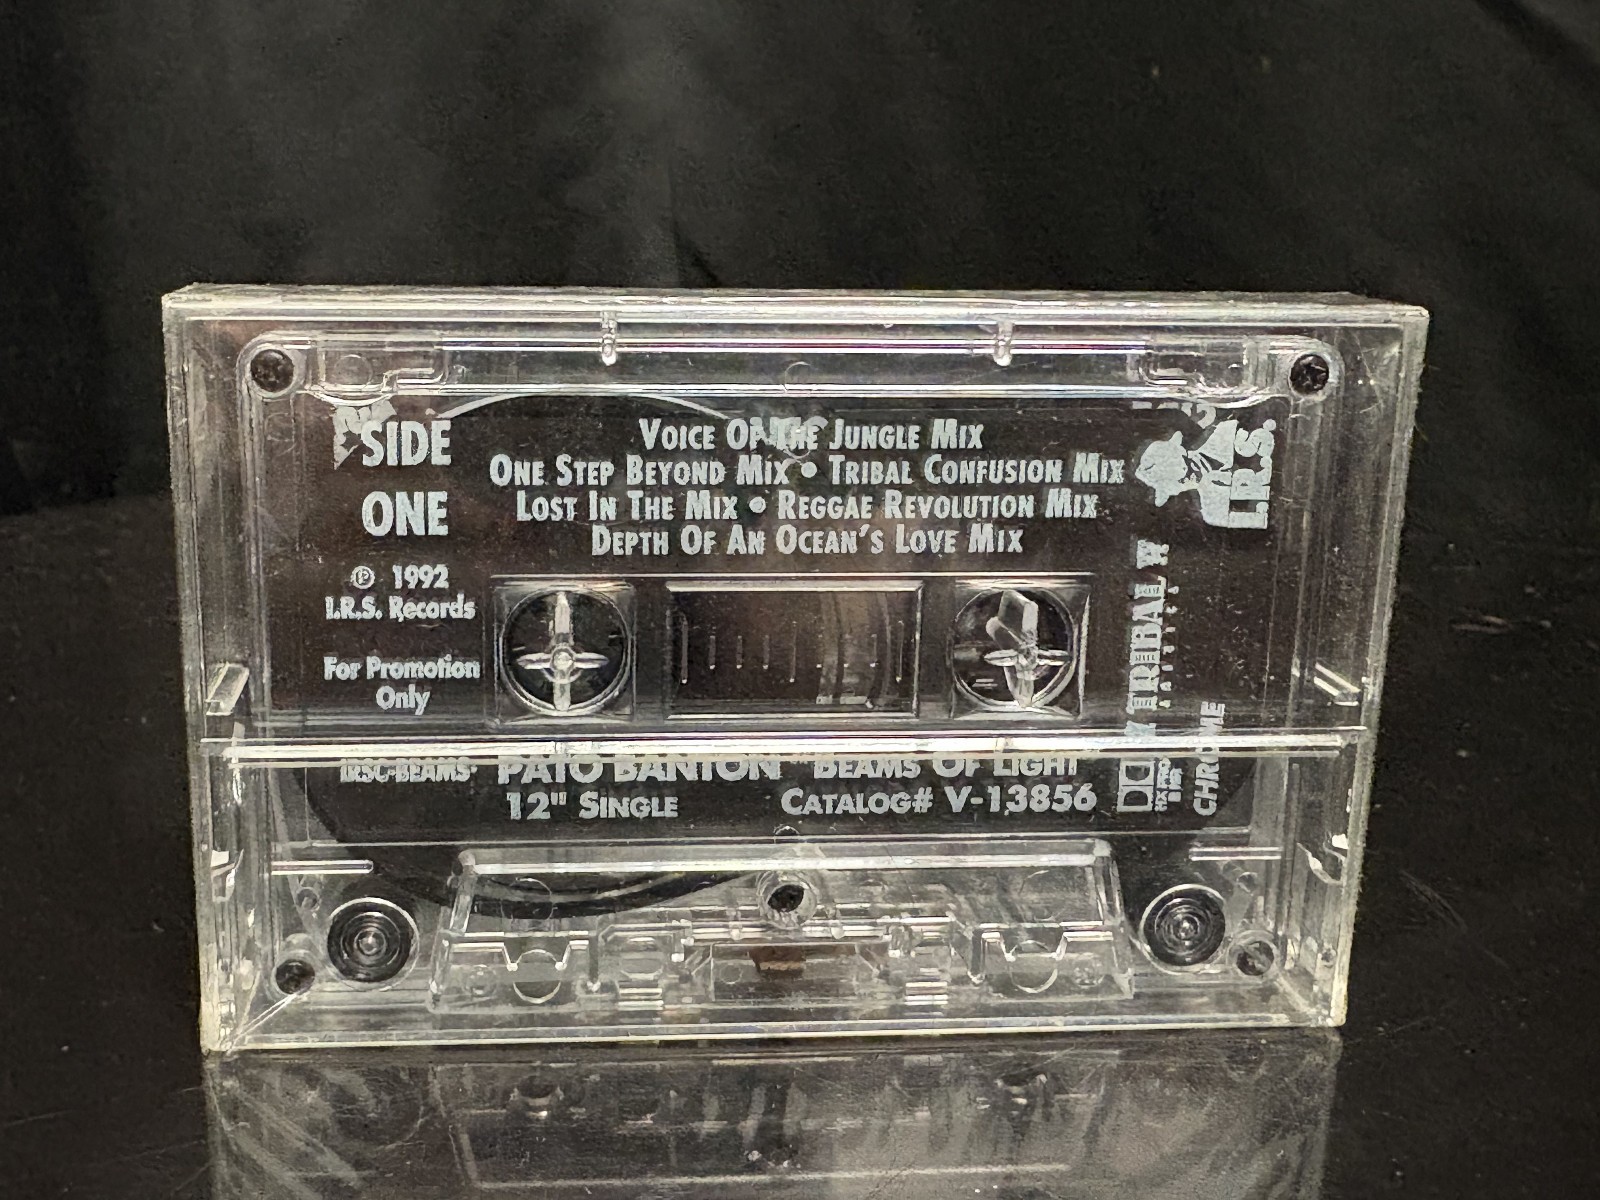 SIDE
ONE
VOICE OF THE JUNGLE MIX
ONE STEP BEYOND MIX • TRIBAL CONFUSION MIX
LOST IN THE MIX • REGGAE REVOLUTION MIX
DEPTH OF AN OCEAN'S LOVE MIX
℗ 1992
I.R.S. Records
For Promotion
Only
IRSC-BEAMS
PATO BANTON "BEAMS OF LIGHT"
12" SINGLE CATALOG# V-13856
I.R.S.
TRIBAL
AMERICA
CHROME